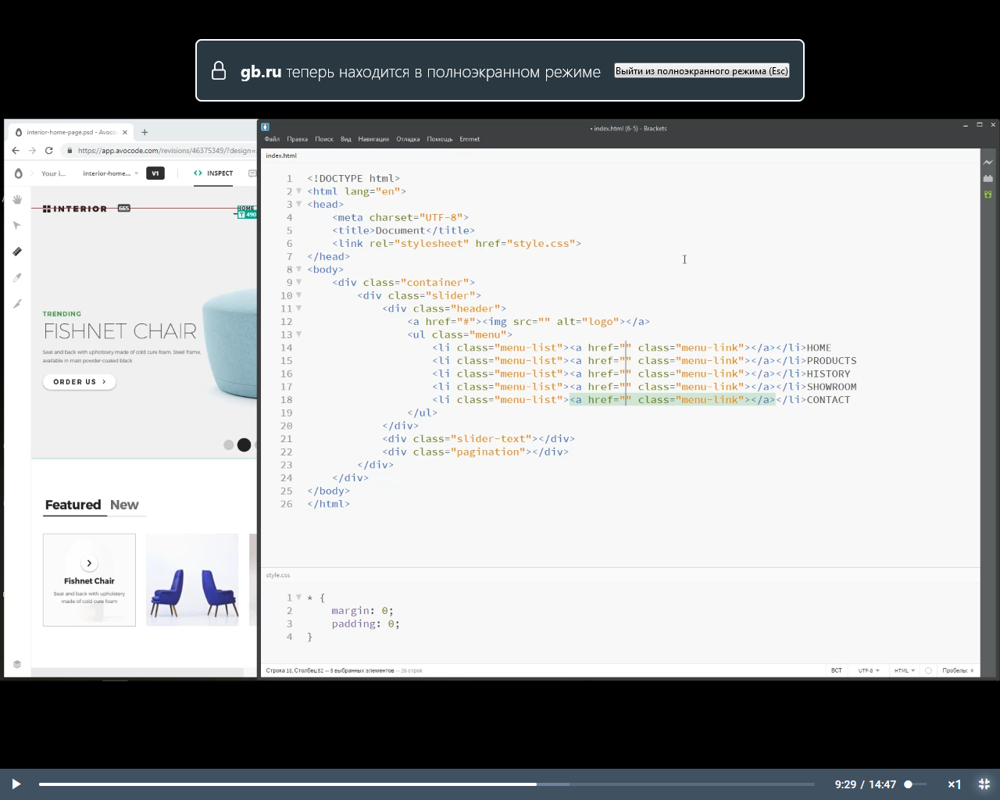 gb.ru теперь находится в полноэкранном режиме
Выйти из полноэкранного режима (Esc)
interior-home-page.psd - Avoco
https://app.avocode.com/revisions/46375349/?design=
Your i...
interior-home...
V1
INSPECT
INTERIOR
665
HOME
T 490
TRENDING
FISHNET CHAIR
Seat and back with upholstery made of cold cure foam. Steel frame,
available in matt powder-coated black
ORDER US >
Featured New
Fishnet Chair
Seat and back with upholstery
made of cold cure foam
• index.html (6-5) - Brackets
Файл Правка Поиск Вид Навигация Отладка Помощь Emmet
index.html
1 <!DOCTYPE html>
2 <html lang="en">
3 <head>
4 <meta charset="UTF-8">
5 <title>Document</title>
6 <link rel="stylesheet" href="style.css">
7 </head>
8 <body>
9 <div class="container">
10 <div class="slider">
11 <div class="header">
12 <a href="#"><img src="" alt="logo"></a>
13 <ul class="menu">
14 <li class="menu-list"><a href="" class="menu-link"></a></li>HOME
15 <li class="menu-list"><a href="" class="menu-link"></a></li>PRODUCTS
16 <li class="menu-list"><a href="" class="menu-link"></a></li>HISTORY
17 <li class="menu-list"><a href="" class="menu-link"></a></li>SHOWROOM
18 <li class="menu-list"><a href="" class="menu-link"></a></li>CONTACT
19 </ul>
20 </div>
21 <div class="slider-text"></div>
22 <div class="pagination"></div>
23 </div>
24 </div>
25 </body>
26 </html>
style.css
1 * {
2 margin: 0;
3 padding: 0;
4 }
Строка 18, Столбец 52 — 5 выбранных элементов — 26 строк
ВСТ UTF-8 HTML Пробелы: 4
9:29 / 14:47 ×1